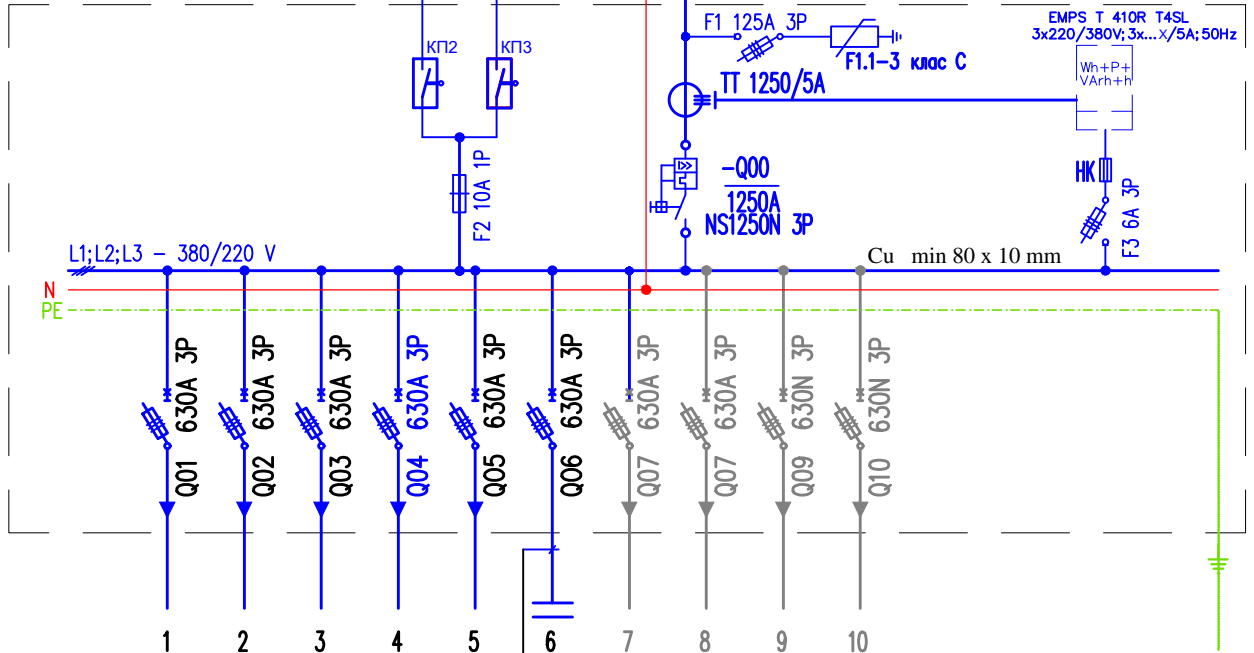 EMPS T 410R T4SL
3x220/380V; 3x...X/5A; 50Hz
F1 125A 3P
F1.1-3 клас C
КП2
КП3
TT 1250/5A
Wh+P+
VArh+h
F2 10A 1P
-Q00
1250A
NS1250N 3P
НК
F3 6A 3P
L1;L2;L3 - 380/220 V
Cu min 80 x 10 mm
N
PE
Q01 630A 3P
Q02 630A 3P
Q03 630A 3P
Q04 630A 3P
Q05 630A 3P
Q06 630A 3P
Q07 630A 3P
Q07 630A 3P
Q09 630N 3P
Q10 630N 3P
1 2 3 4 5 6 7 8 9 10